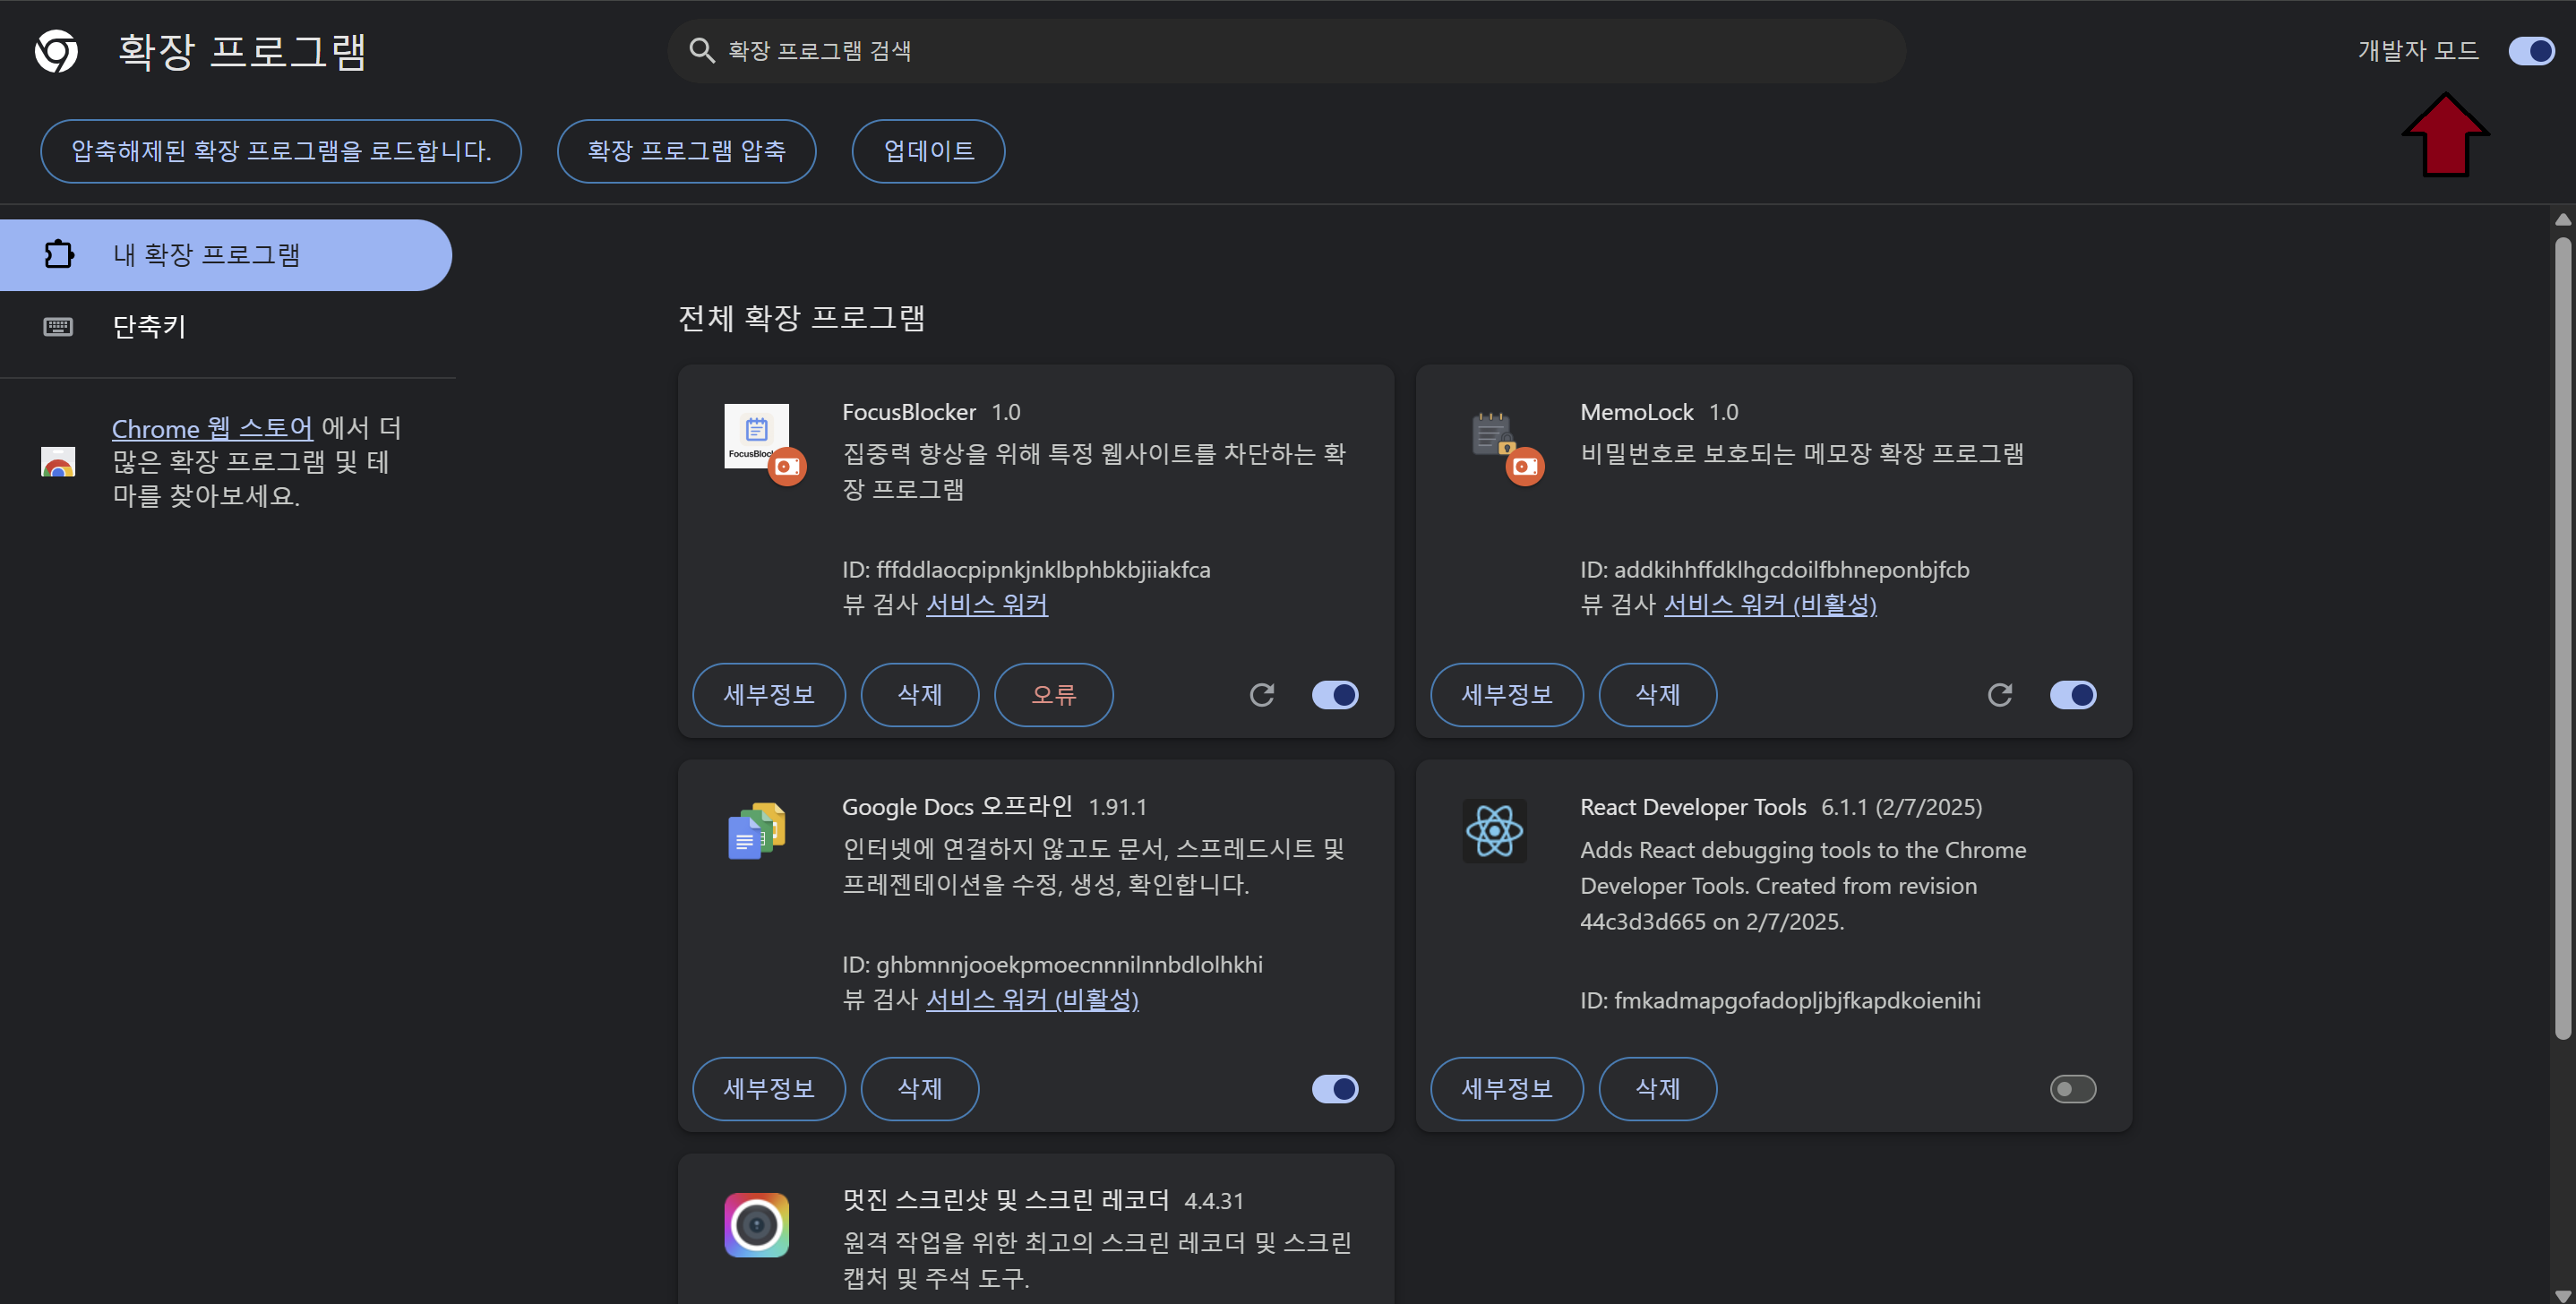 확장 프로그램
확장 프로그램 검색
개발자 모드
압축해제된 확장 프로그램을 로드합니다.
확장 프로그램 압축
업데이트
내 확장 프로그램
단축키
Chrome 웹 스토어 에서 더
많은 확장 프로그램 및 테
마를 찾아보세요.
전체 확장 프로그램
FocusBlocker 1.0
집중력 향상을 위해 특정 웹사이트를 차단하는 확
장 프로그램
ID: fffddlaocpipnkjnklbphbkbjiiakfca
뷰 검사 서비스 워커
세부정보
삭제
오류
MemoLock 1.0
비밀번호로 보호되는 메모장 확장 프로그램
ID: addkihhffdklhgcdoilfbhneponbjfcb
뷰 검사 서비스 워커 (비활성)
세부정보
삭제
Google Docs 오프라인 1.91.1
인터넷에 연결하지 않고도 문서, 스프레드시트 및
프레젠테이션을 수정, 생성, 확인합니다.
ID: ghbmnnjooekpmoecnnnilnnbdlolhkhi
뷰 검사 서비스 워커 (비활성)
세부정보
삭제
React Developer Tools 6.1.1 (2/7/2025)
Adds React debugging tools to the Chrome
Developer Tools. Created from revision
44c3d3d665 on 2/7/2025.
ID: fmkadmapgofadopljbjfkapdkoienihi
세부정보
삭제
멋진 스크린샷 및 스크린 레코더 4.4.31
원격 작업을 위한 최고의 스크린 레코더 및 스크린
캡처 및 주석 도구.